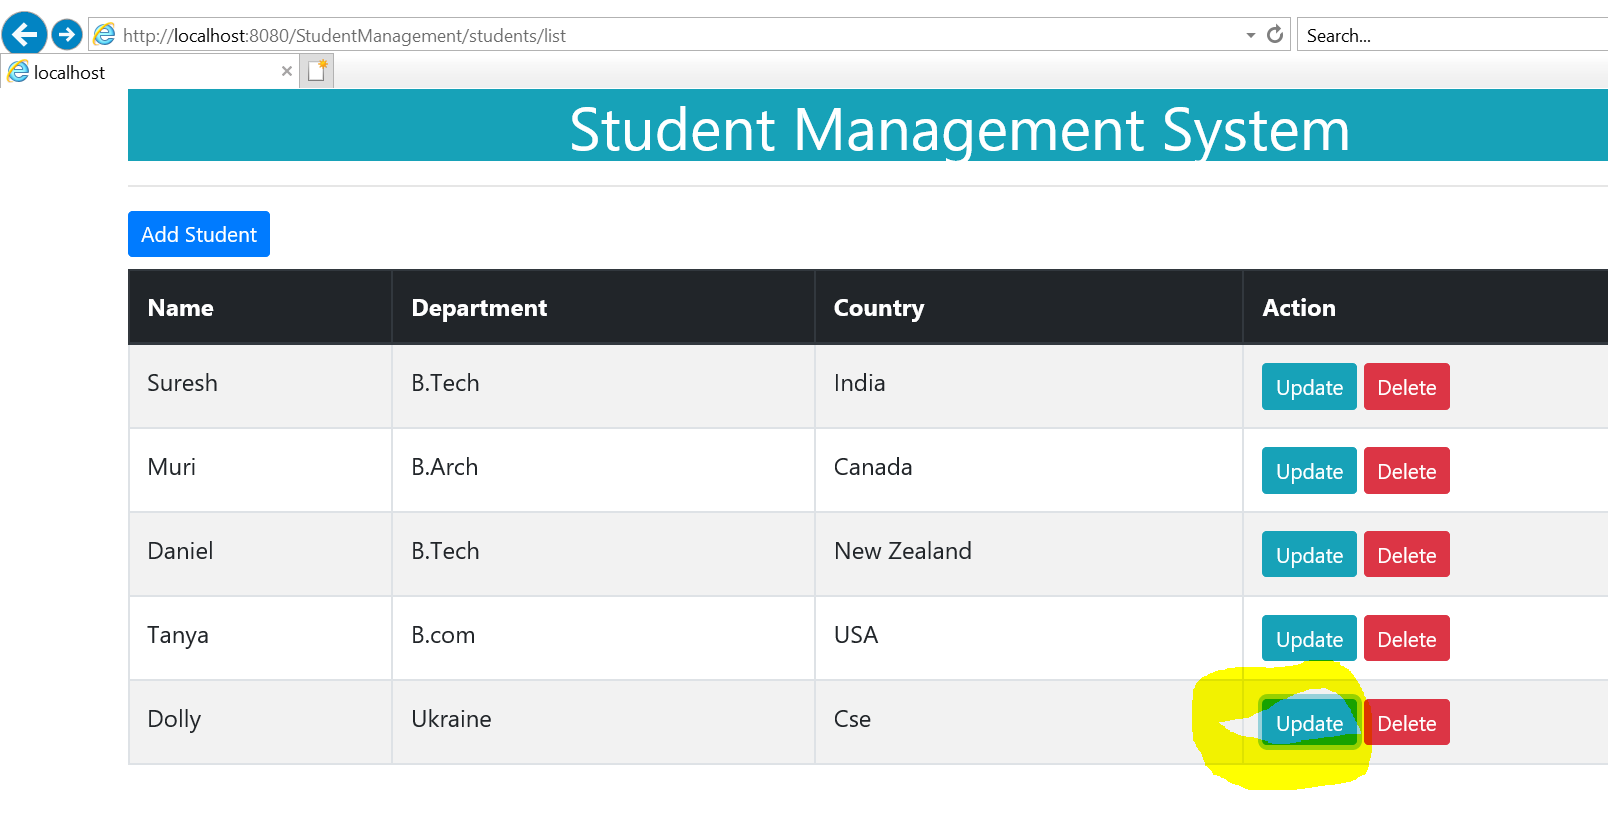 http://localhost:8080/StudentManagement/students/list
Search...
localhost
Student Management System
Add Student
Name Department Country Action
Suresh B.Tech India Update Delete
Muri B.Arch Canada Update Delete
Daniel B.Tech New Zealand Update Delete
Tanya B.com USA Update Delete
Dolly Ukraine Cse Update Delete